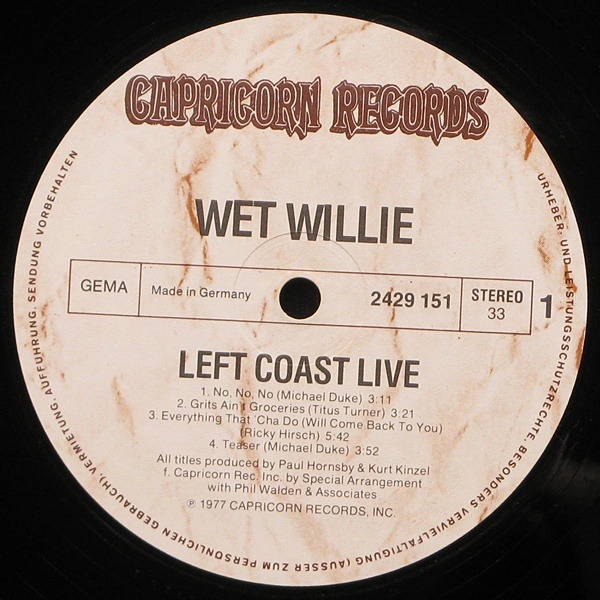 CAPRICORN RECORDS
WET WILLIE
GEMA
Made in Germany
2429 151
STEREO
33
1
LEFT COAST LIVE
1. No, No, No (Michael Duke) 3:11
2. Grits Ain't Groceries (Titus Turner) 3:21
3. Everything That 'Cha Do (Will Come Back To You)
(Ricky Hirsch) 5:42
4. Teaser (Michael Duke) 3:52
All titles produced by Paul Hornsby & Kurt Kinzel
f. Capricorn Rec. Inc. by Special Arrangement
with Phil Walden & Associates
℗ 1977 CAPRICORN RECORDS, INC.
URHEBER- UND LEISTUNGSSCHUTZRECHTE, BESONDERS VERVIELFÄLTIGUNG (AUSSER ZUM PERSÖNLICHEN GEBRAUCH), VERMIETUNG, AUFFÜHRUNG, SENDUNG VORBEHALTEN